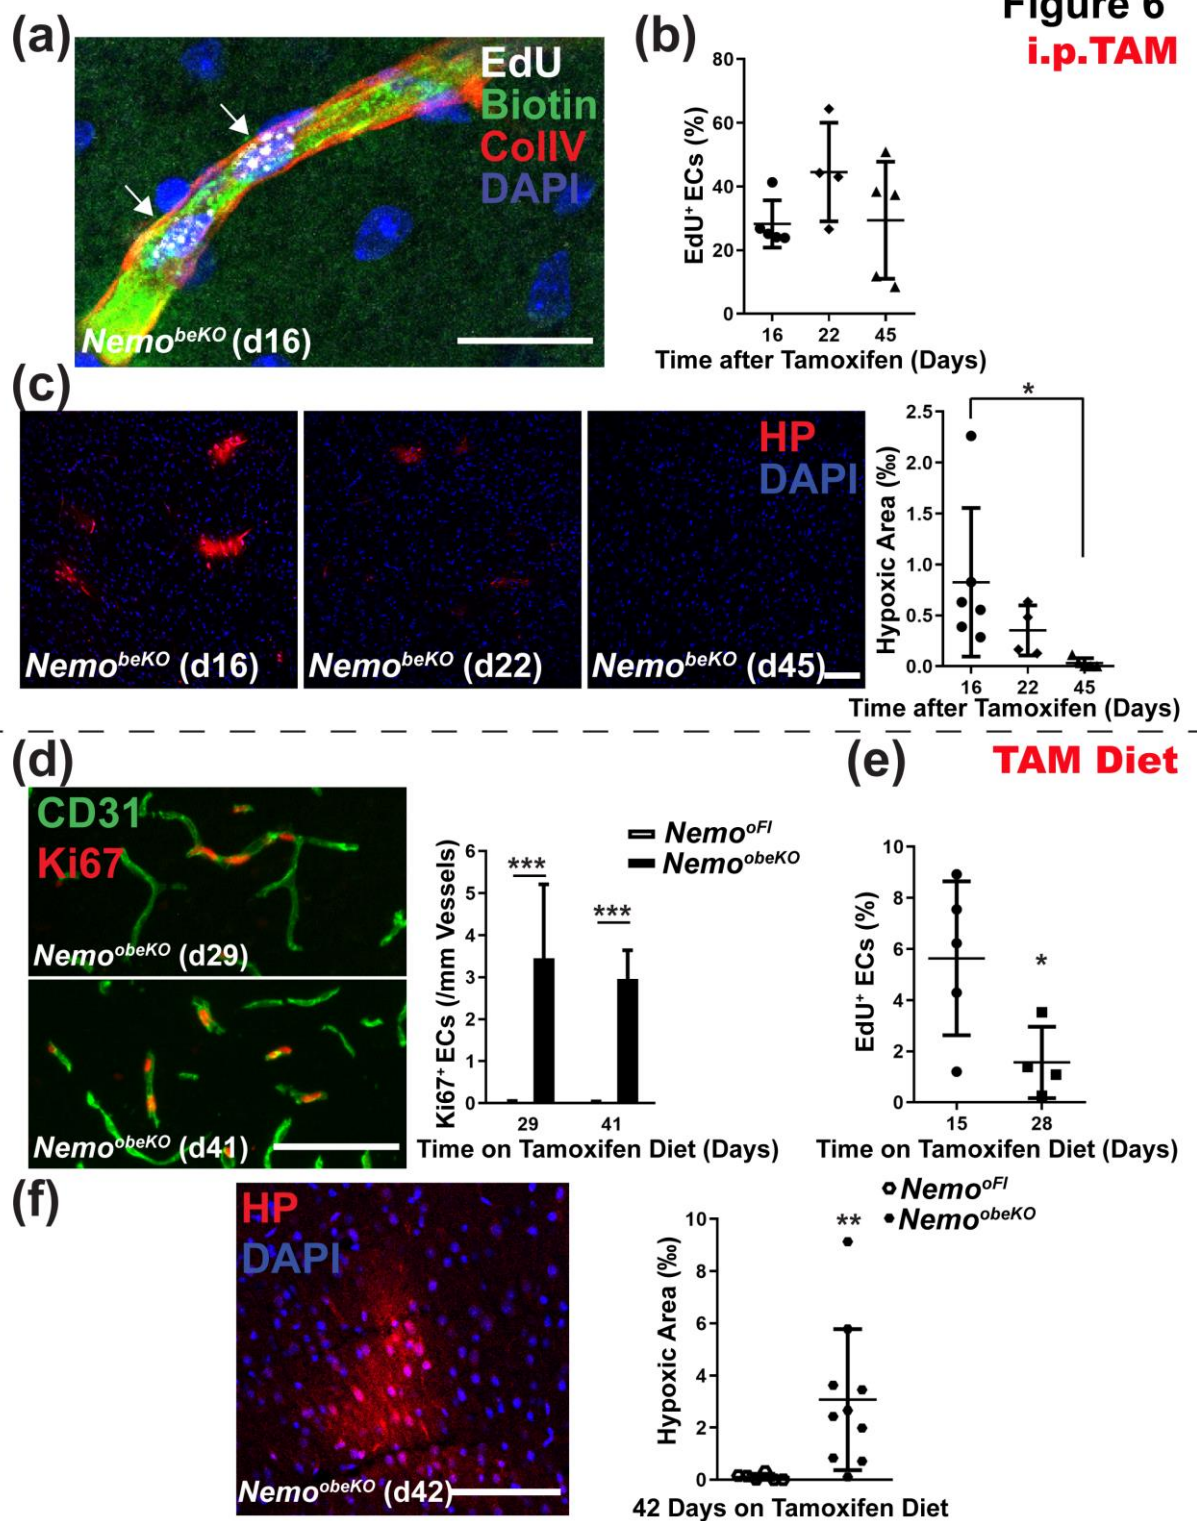 Figure 6
i.p.TAM
(a)
EdU
Biotin
CollIV
DAPI
Nemo^beKO (d16)
(b)
EdU⁺ ECs (%)
80
60
40
20
0
16 22 45
Time after Tamoxifen (Days)
(c)
Nemo^beKO (d16)
Nemo^beKO (d22)
HP
DAPI
Nemo^beKO (d45)
*
Hypoxic Area (‰)
2.5
2.0
1.5
1.0
0.5
0.0
16 22 45
Time after Tamoxifen (Days)
TAM Diet
(d)
CD31
Ki67
Nemo^obeKO (d29)
Nemo^obeKO (d41)
Nemo^oFl
Nemo^obeKO
Ki67⁺ ECs (/mm Vessels)
6
5
4
3
2
1
0
***
***
29 41
Time on Tamoxifen Diet (Days)
(e)
EdU⁺ ECs (%)
10
8
6
4
2
0
*
15 28
Time on Tamoxifen Diet (Days)
(f)
HP
DAPI
Nemo^obeKO (d42)
Nemo^oFl
Nemo^obeKO
Hypoxic Area (‰)
10
8
6
4
2
0
**
42 Days on Tamoxifen Diet